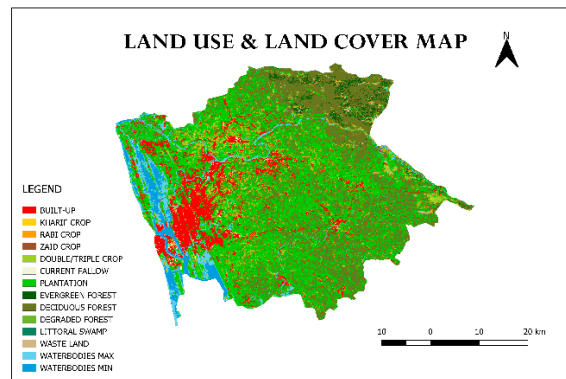 LAND USE & LAND COVER MAP
N
LEGEND
BUILT-UP
KHARIF CROP
RABI CROP
ZAID CROP
DOUBLE/TRIPLE CROP
CURRENT FALLOW
PLANTATION
EVERGREEN FOREST
DECIDUOUS FOREST
DEGRADED FOREST
LITTORAL SWAMP
WASTE LAND
WATERBODIES MAX
WATERBODIES MIN
10 0 10 20 km